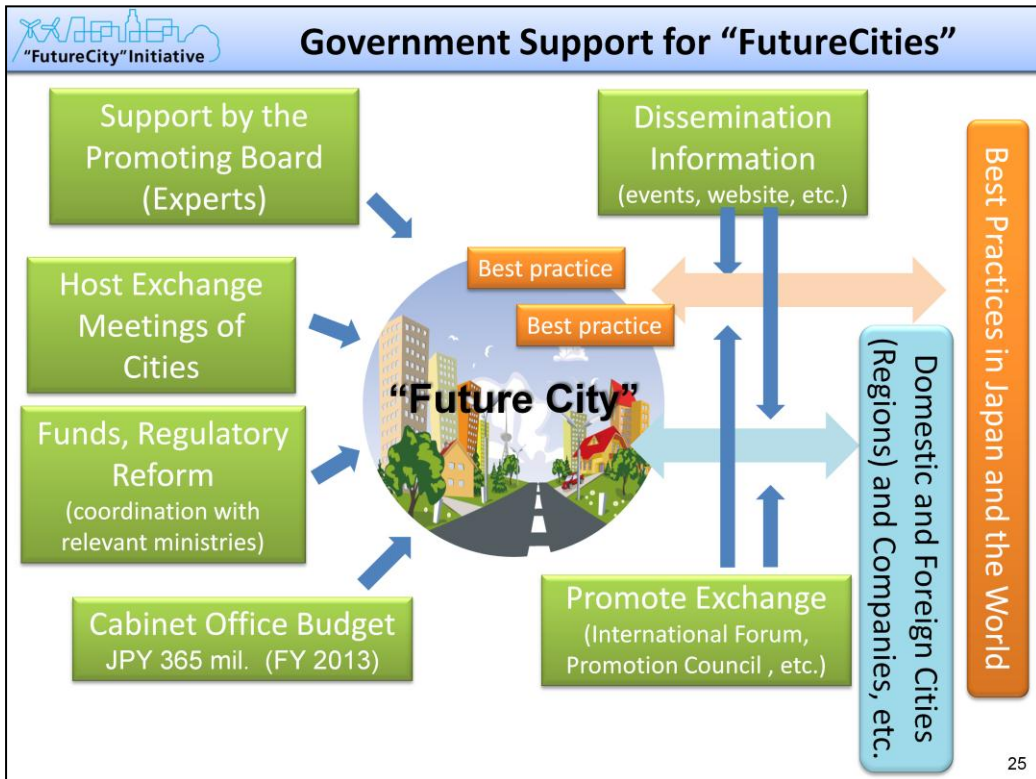 "FutureCity"Initiative
Government Support for “FutureCities”
Support by the
Promoting Board
(Experts)
Host Exchange
Meetings of
Cities
Funds, Regulatory
Reform
(coordination with
relevant ministries)
Cabinet Office Budget
JPY 365 mil. (FY 2013)
Best practice
Best practice
“Future City”
Dissemination
Information
(events, website, etc.)
Promote Exchange
(International Forum,
Promotion Council , etc.)
Domestic and Foreign Cities
(Regions) and Companies, etc.
Best Practices in Japan and the World
25